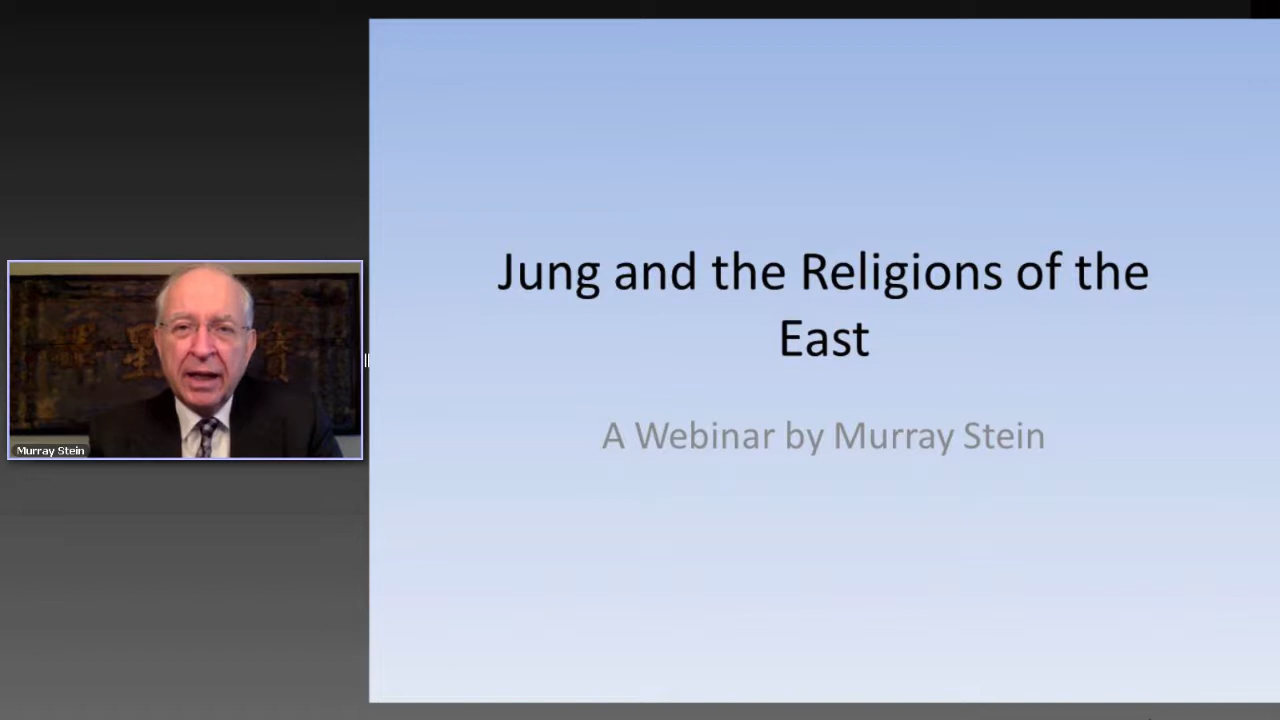 Murray Stein
Jung and the Religions of the
East
A Webinar by Murray Stein